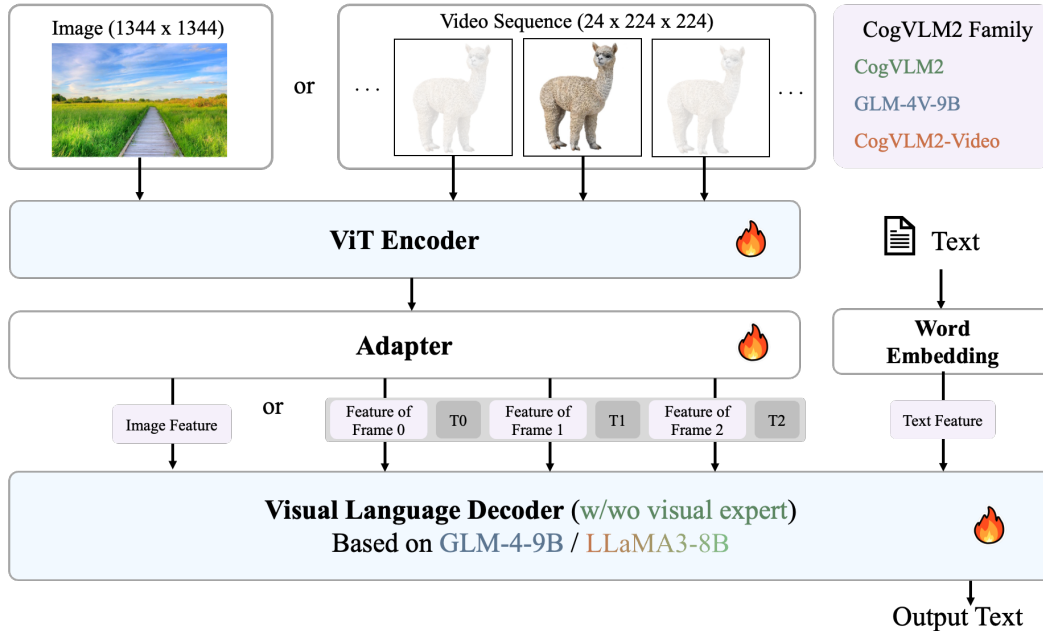 Image (1344 x 1344)
or
Video Sequence (24 x 224 x 224)
. . .
. . .
CogVLM2 Family
CogVLM2
GLM-4V-9B
CogVLM2-Video
ViT Encoder
Text
Adapter
Word
Embedding
Image Feature
or
Feature of
Frame 0
T0
Feature of
Frame 1
T1
Feature of
Frame 2
T2
Text Feature
Visual Language Decoder (w/wo visual expert)
Based on GLM-4-9B / LLaMA3-8B
Output Text